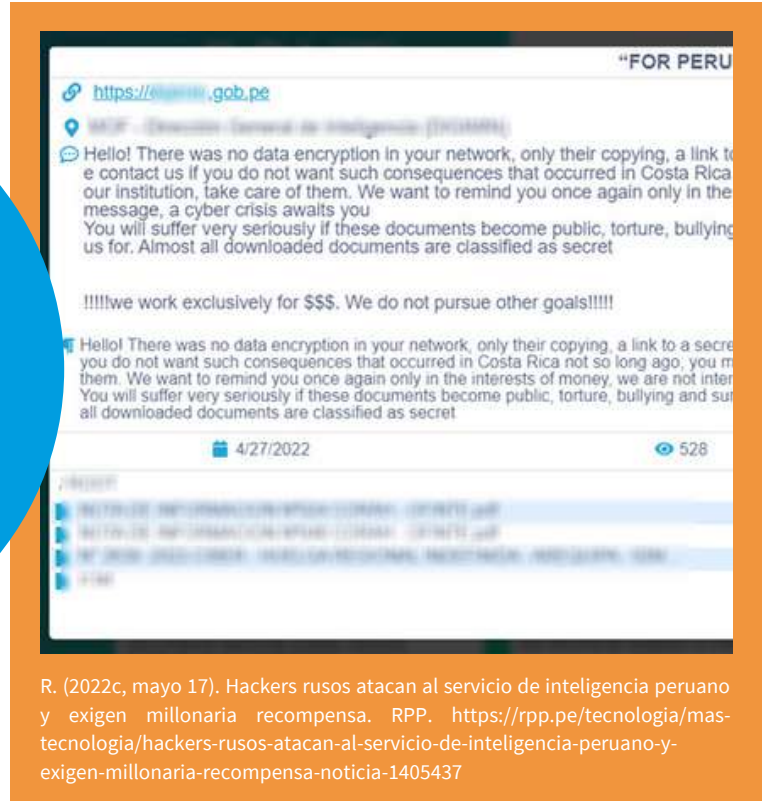 “FOR PERU
https:// .gob.pe
Hello! There was no data encryption in your network, only their copying, a link to
e contact us if you do not want such consequences that occurred in Costa Rica
our institution, take care of them. We want to remind you once again only in the
message, a cyber crisis awaits you
You will suffer very seriously if these documents become public, torture, bullying
us for. Almost all downloaded documents are classified as secret
!!!!!we work exclusively for $$$. We do not pursue other goals!!!!!
Hello! There was no data encryption in your network, only their copying, a link to a secre
you do not want such consequences that occurred in Costa Rica not so long ago, you m
them. We want to remind you once again only in the interests of money, we are not inter
You will suffer very seriously if these documents become public, torture, bullying and su
all downloaded documents are classified as secret
4/27/2022
528
R. (2022c, mayo 17). Hackers rusos atacan al servicio de inteligencia peruano
y exigen millonaria recompensa. RPP. https://rpp.pe/tecnologia/mas-
tecnologia/hackers-rusos-atacan-al-servicio-de-inteligencia-peruano-y-
exigen-millonaria-recompensa-noticia-1405437